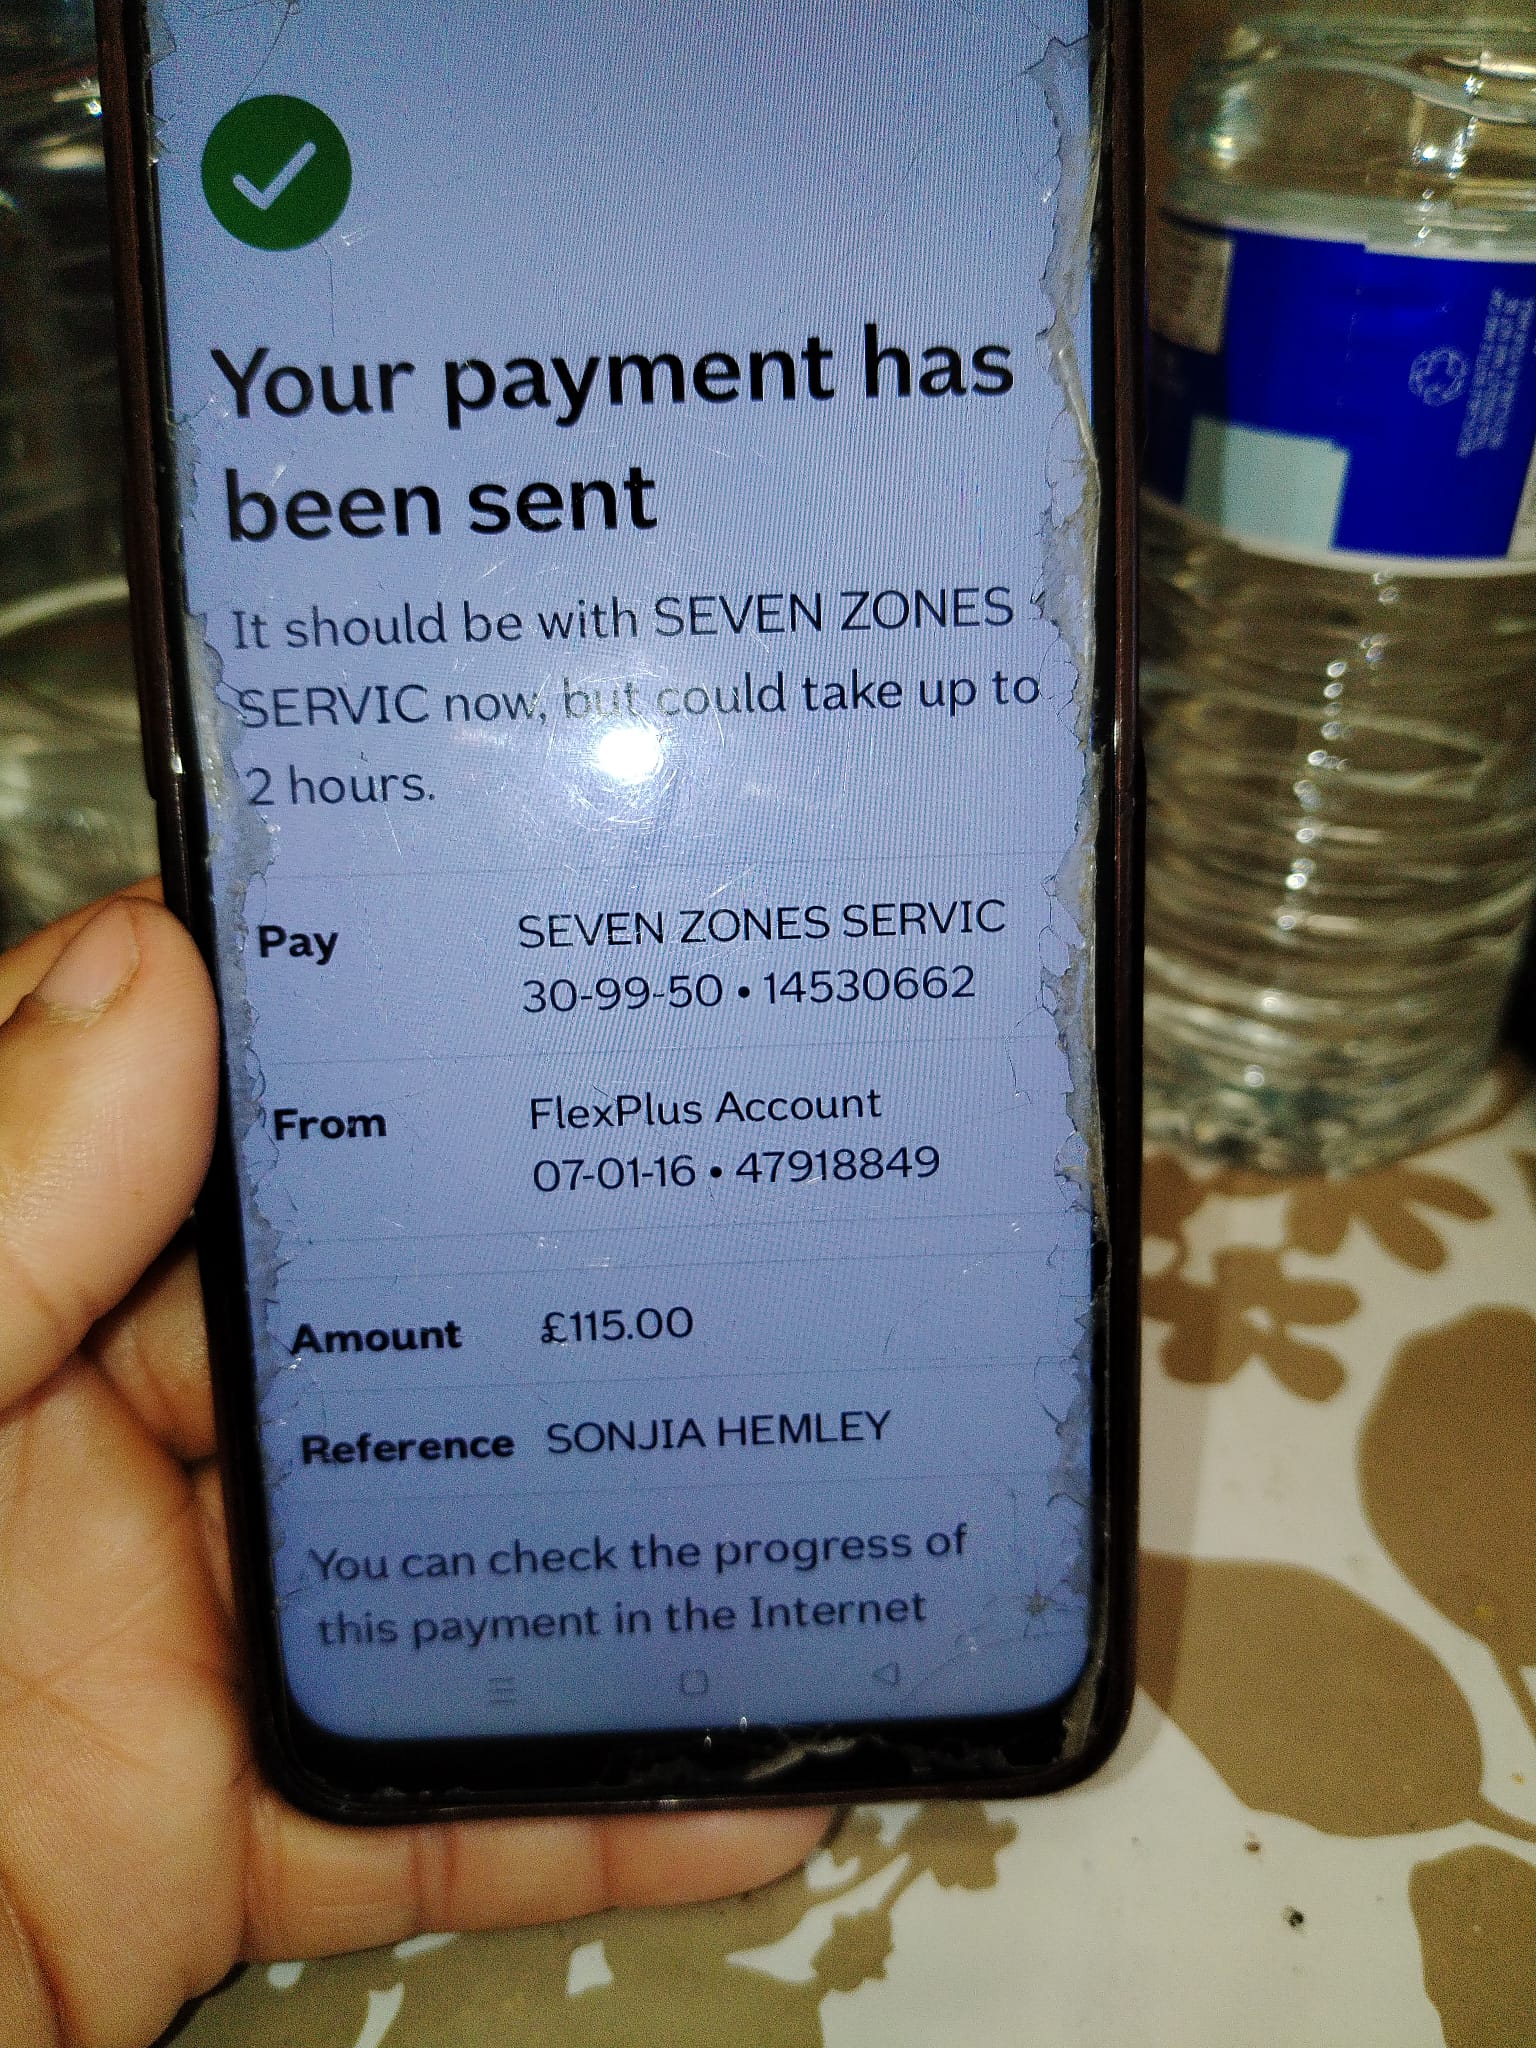 Your payment has
been sent
It should be with SEVEN ZONES
SERVIC now, but could take up to
2 hours.
Pay SEVEN ZONES SERVIC
30-99-50 • 14530662
From FlexPlus Account
07-01-16 • 47918849
Amount £115.00
Reference SONJIA HEMLEY
You can check the progress of
this payment in the Internet